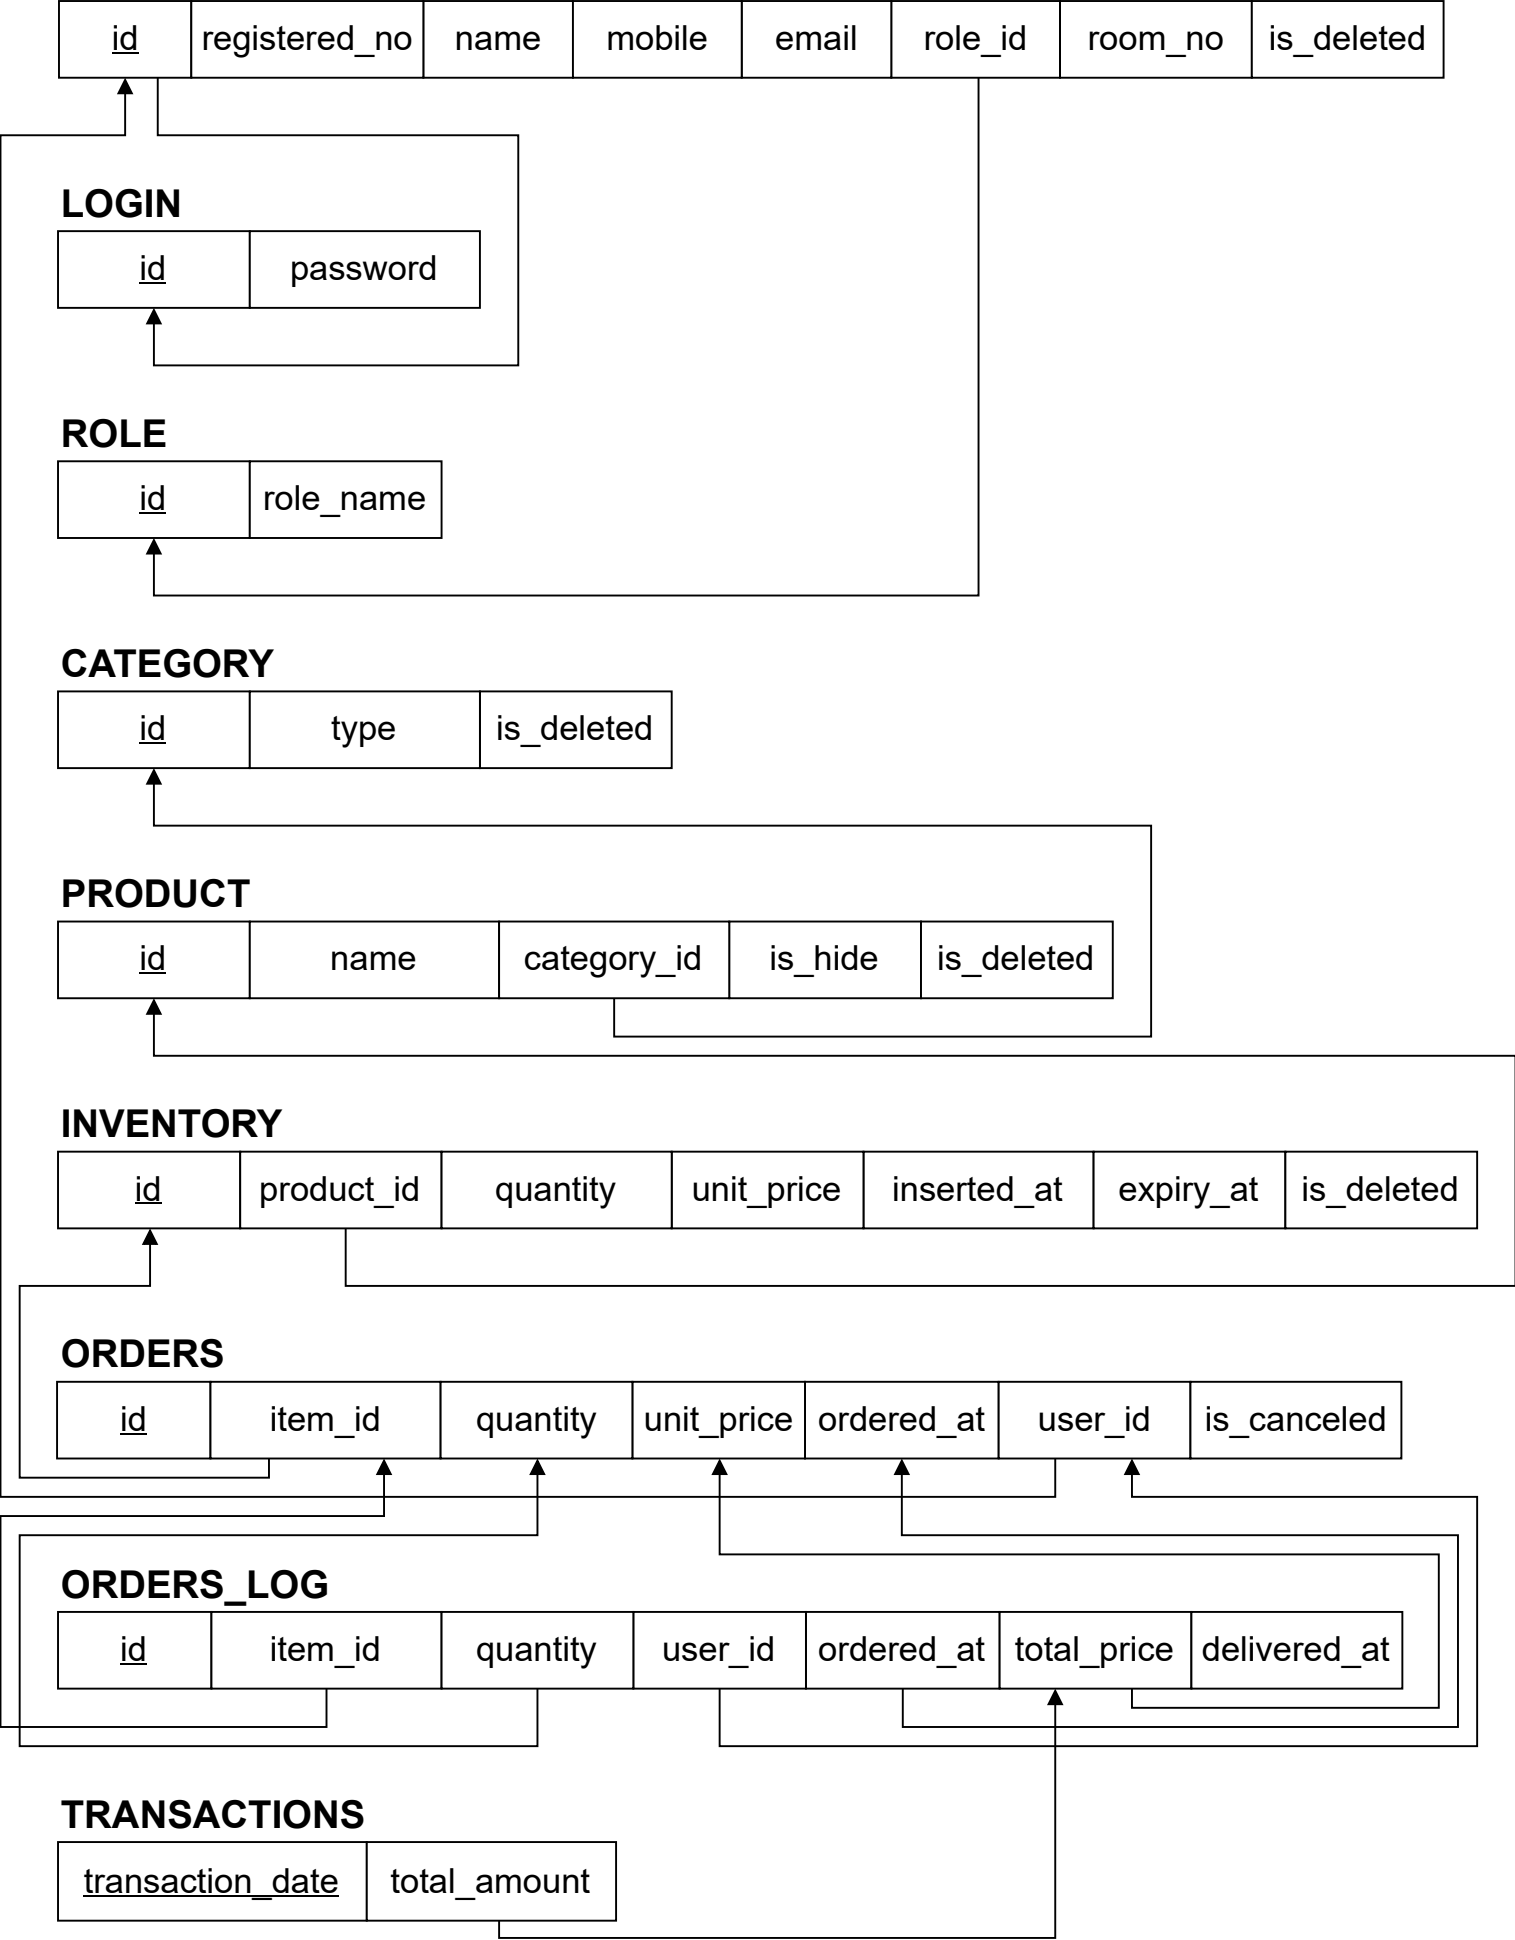 id registered_no name mobile email role_id room_no is_deleted
LOGIN
id password
ROLE
id role_name
CATEGORY
id type is_deleted
PRODUCT
id name category_id is_hide is_deleted
INVENTORY
id product_id quantity unit_price inserted_at expiry_at is_deleted
ORDERS
id item_id quantity unit_price ordered_at user_id is_canceled
ORDERS_LOG
id item_id quantity user_id ordered_at total_price delivered_at
TRANSACTIONS
transaction_date total_amount